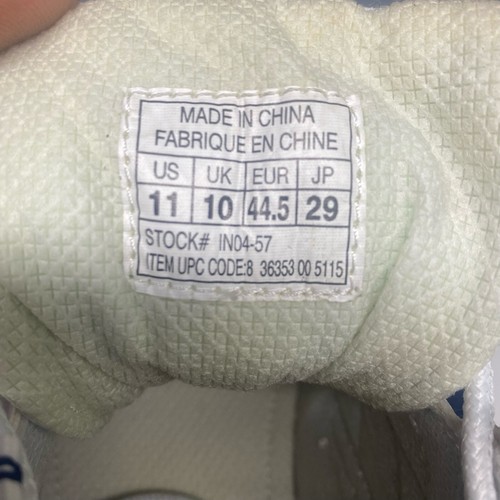 MADE IN CHINA
FABRIQUE EN CHINE
US UK EUR JP
11 10 44.5 29
STOCK# IN04-57
ITEM UPC CODE:8 36353 00 5115